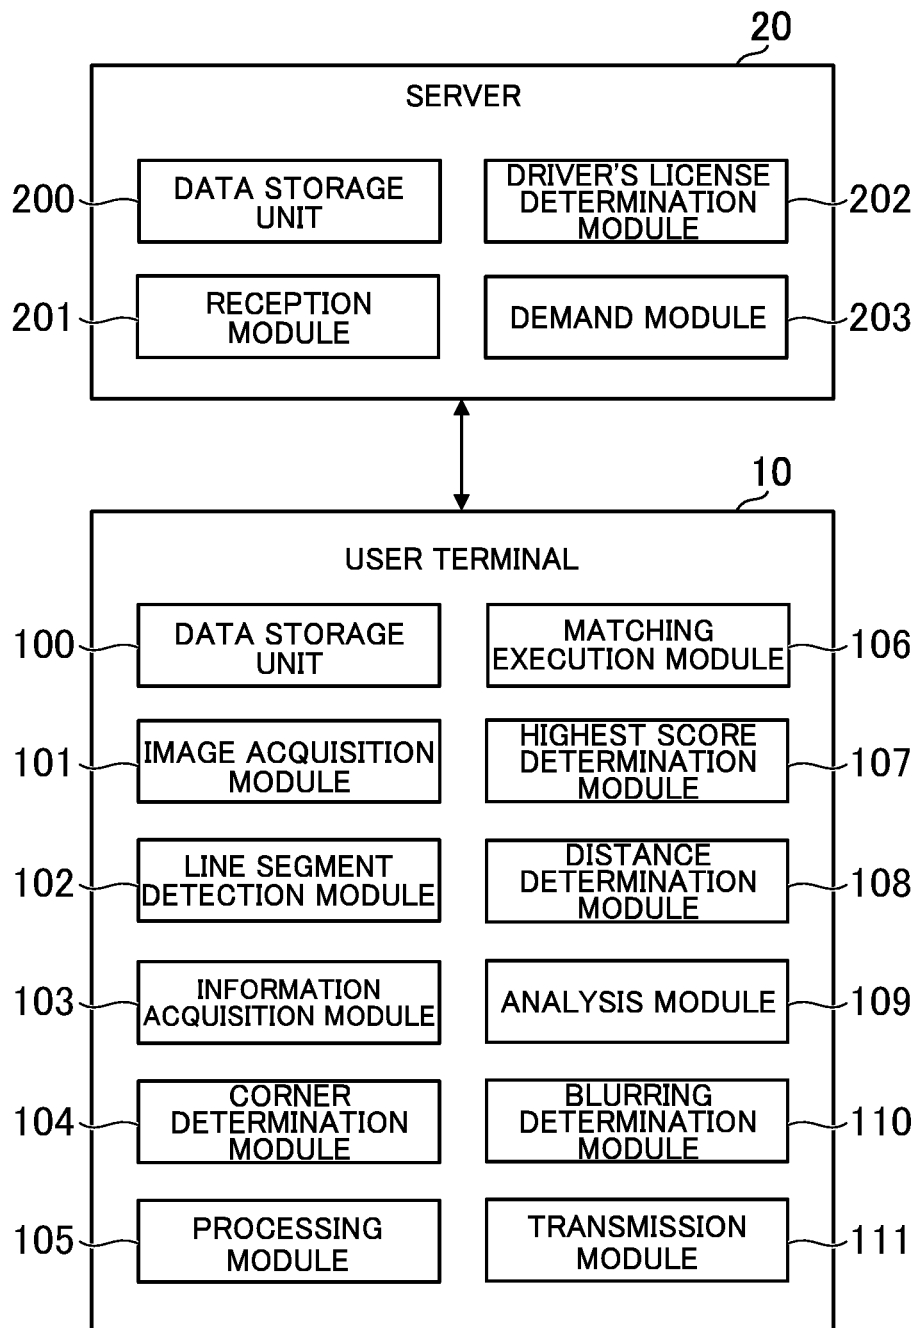 20
SERVER
200
DATA STORAGE
UNIT
DRIVER'S LICENSE
DETERMINATION
MODULE
202
201
RECEPTION
MODULE
DEMAND MODULE
203
10
USER TERMINAL
100
DATA STORAGE
UNIT
MATCHING
EXECUTION MODULE
106
101
IMAGE ACQUISITION
MODULE
HIGHEST SCORE
DETERMINATION
MODULE
107
102
LINE SEGMENT
DETECTION MODULE
DISTANCE
DETERMINATION
MODULE
108
103
INFORMATION
ACQUISITION MODULE
ANALYSIS MODULE
109
104
CORNER
DETERMINATION
MODULE
BLURRING
DETERMINATION
MODULE
110
105
PROCESSING
MODULE
TRANSMISSION
MODULE
111